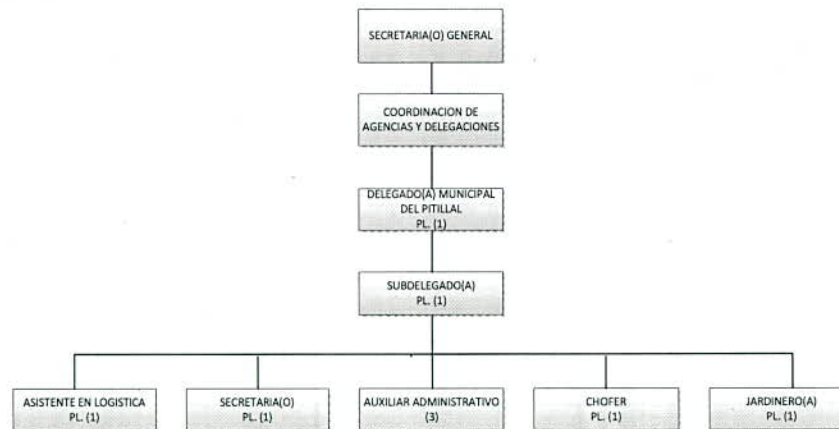 SECRETARIA(O) GENERAL
COORDINACION DE
AGENCIAS Y DELEGACIONES
DELEGADO(A) MUNICIPAL
DEL PITILLAL
PL. (1)
SUBDELEGADO(A)
PL. (1)
ASISTENTE EN LOGISTICA
PL. (1)
SECRETARIA(O)
PL. (1)
AUXILIAR ADMINISTRATIVO
(3)
CHOFER
PL. (1)
JARDINERO(A)
PL. (1)